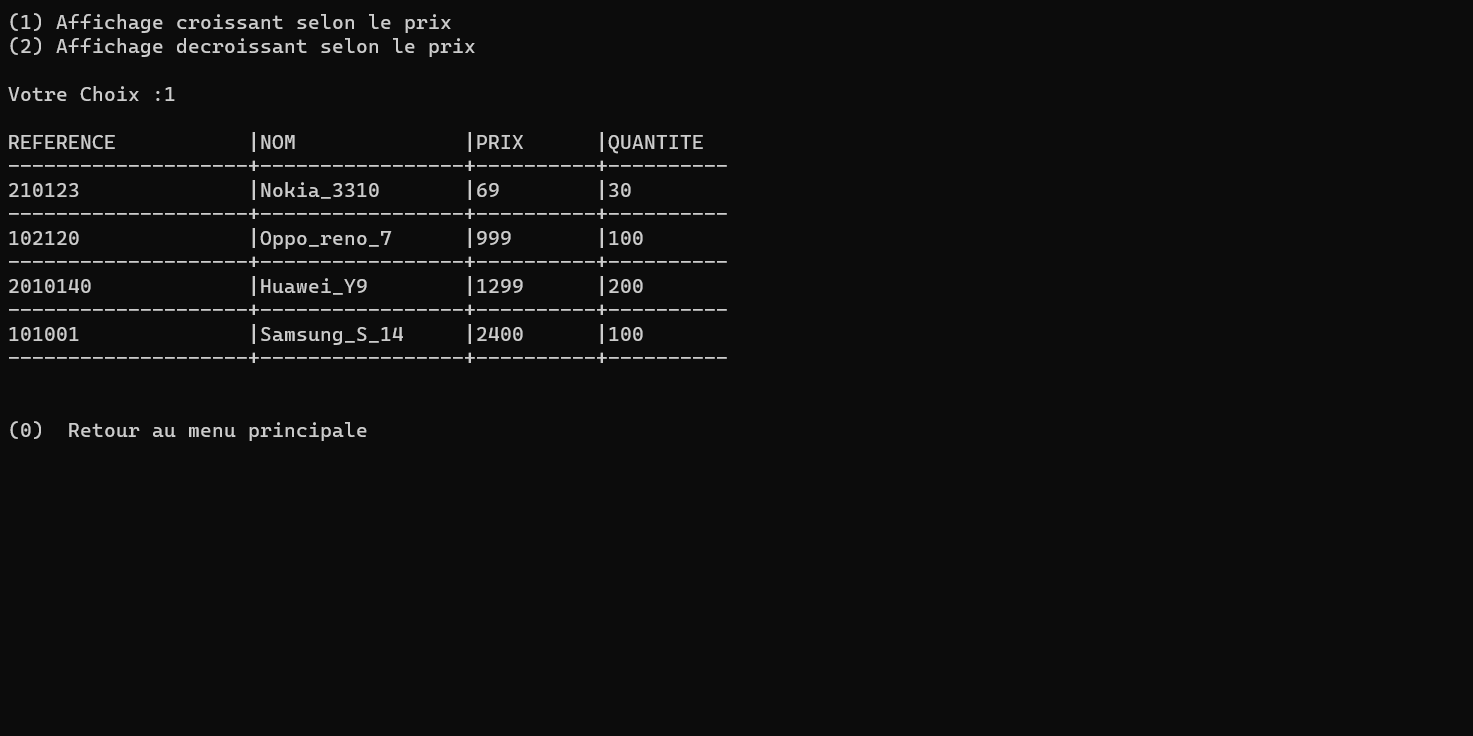 (1) Affichage croissant selon le prix
(2) Affichage decroissant selon le prix
Votre Choix :1
REFERENCE           |NOM              |PRIX      |QUANTITE
--------------------+-----------------+----------+----------
210123              |Nokia_3310       |69        |30
--------------------+-----------------+----------+----------
102120              |Oppo_reno_7      |999       |100
--------------------+-----------------+----------+----------
2010140             |Huawei_Y9        |1299      |200
--------------------+-----------------+----------+----------
101001              |Samsung_S_14     |2400      |100
--------------------+-----------------+----------+----------
(0)  Retour au menu principale